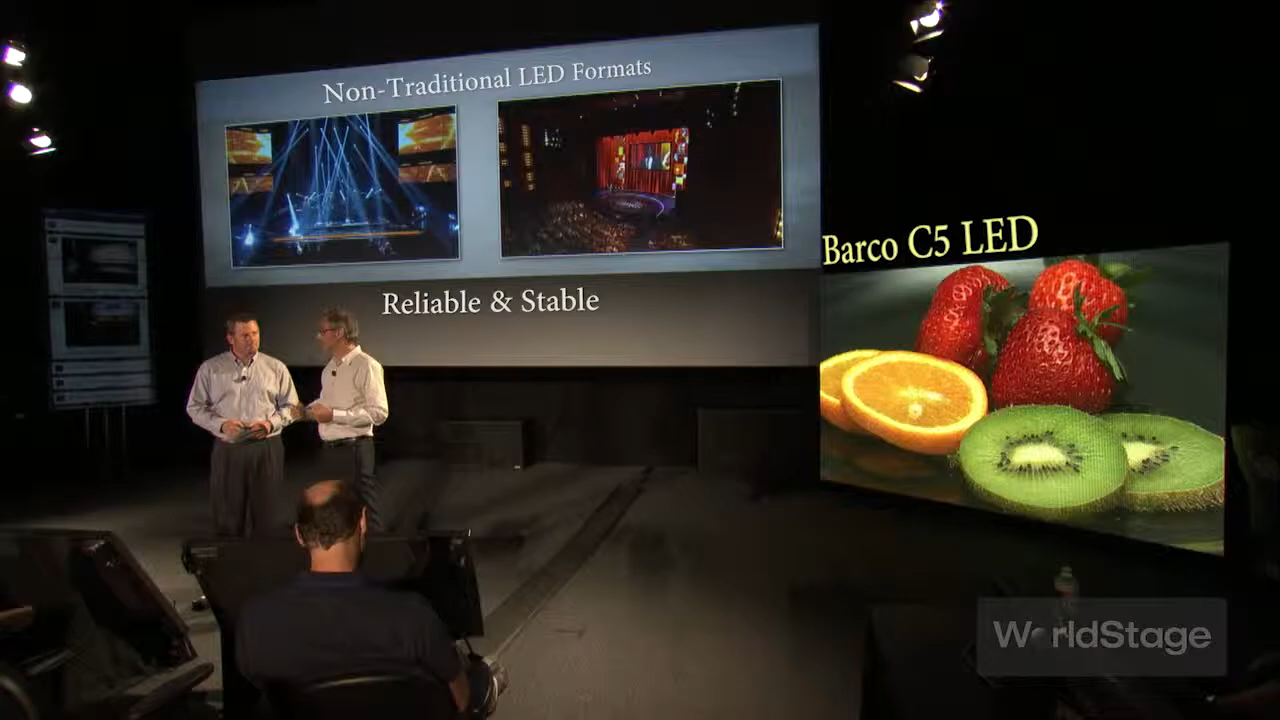 Non-Traditional LED Formats
Reliable & Stable
Barco C5 LED
WorldStage